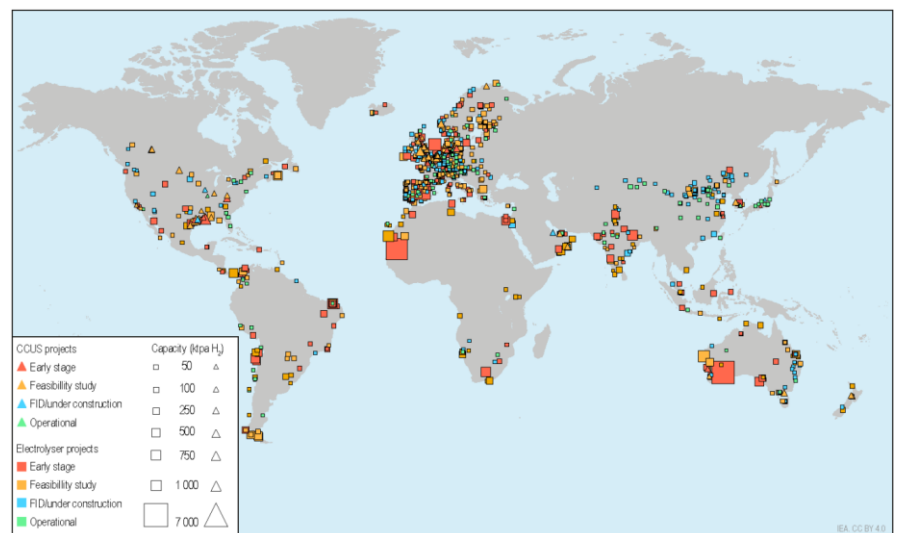 CCUS projects
Early stage
Feasibility study
FID/under construction
Operational
Electrolyser projects
Early stage
Feasibility study
FID/under construction
Operational
Capacity (ktpa H2)
50
100
250
500
750
1 000
7 000
IEA. CC BY 4.0